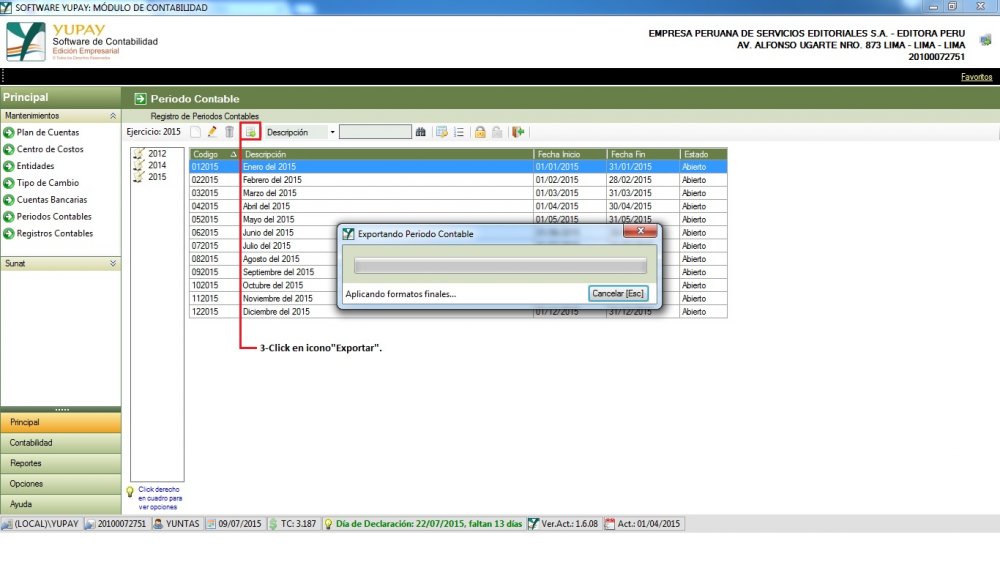 SOFTWARE YUPAY: MÓDULO DE CONTABILIDAD
YUPAY
Software de Contabilidad
Edición Empresarial
EMPRESA PERUANA DE SERVICIOS EDITORIALES S.A. - EDITORA PERU
AV. ALFONSO UGARTE NRO. 873 LIMA - LIMA - LIMA
20100072751
Favoritos
Principal
Periodo Contable
Mantenimientos
Registro de Periodos Contables
Plan de Cuentas
Centro de Costos
Entidades
Tipo de Cambio
Cuentas Bancarias
Periodos Contables
Registros Contables
Sunat
Ejercicio: 2015 Descripción
2012
2014
2015
Codigo Descripción Fecha Inicio Fecha Fin Estado
012015 Enero del 2015 01/01/2015 31/01/2015 Abierto
022015 Febrero del 2015 01/02/2015 28/02/2015 Abierto
032015 Marzo del 2015 01/03/2015 31/03/2015 Abierto
042015 Abril del 2015 01/04/2015 30/04/2015 Abierto
052015 Mayo del 2015 01/05/2015 31/05/2015 Abierto
062015 Junio del 2015 Abierto
072015 Julio del 2015 Abierto
082015 Agosto del 2015 Abierto
092015 Septiembre del 2015 Abierto
102015 Octubre del 2015 Abierto
112015 Noviembre del 2015 Abierto
122015 Diciembre del 2015 01/12/2015 31/12/2015 Abierto
Exportando Periodo Contable
Aplicando formatos finales...
Cancelar [Esc]
3-Click en icono"Exportar".
Principal
Contabilidad
Reportes
Opciones
Ayuda
Click derecho
en cuadro para
ver opciones
(LOCAL)\YUPAY 20100072751 YUNTAS 09/07/2015 TC: 3.187 Día de Declaración: 22/07/2015, faltan 13 días Ver.Act.: 1.6.08 Act.: 01/04/2015